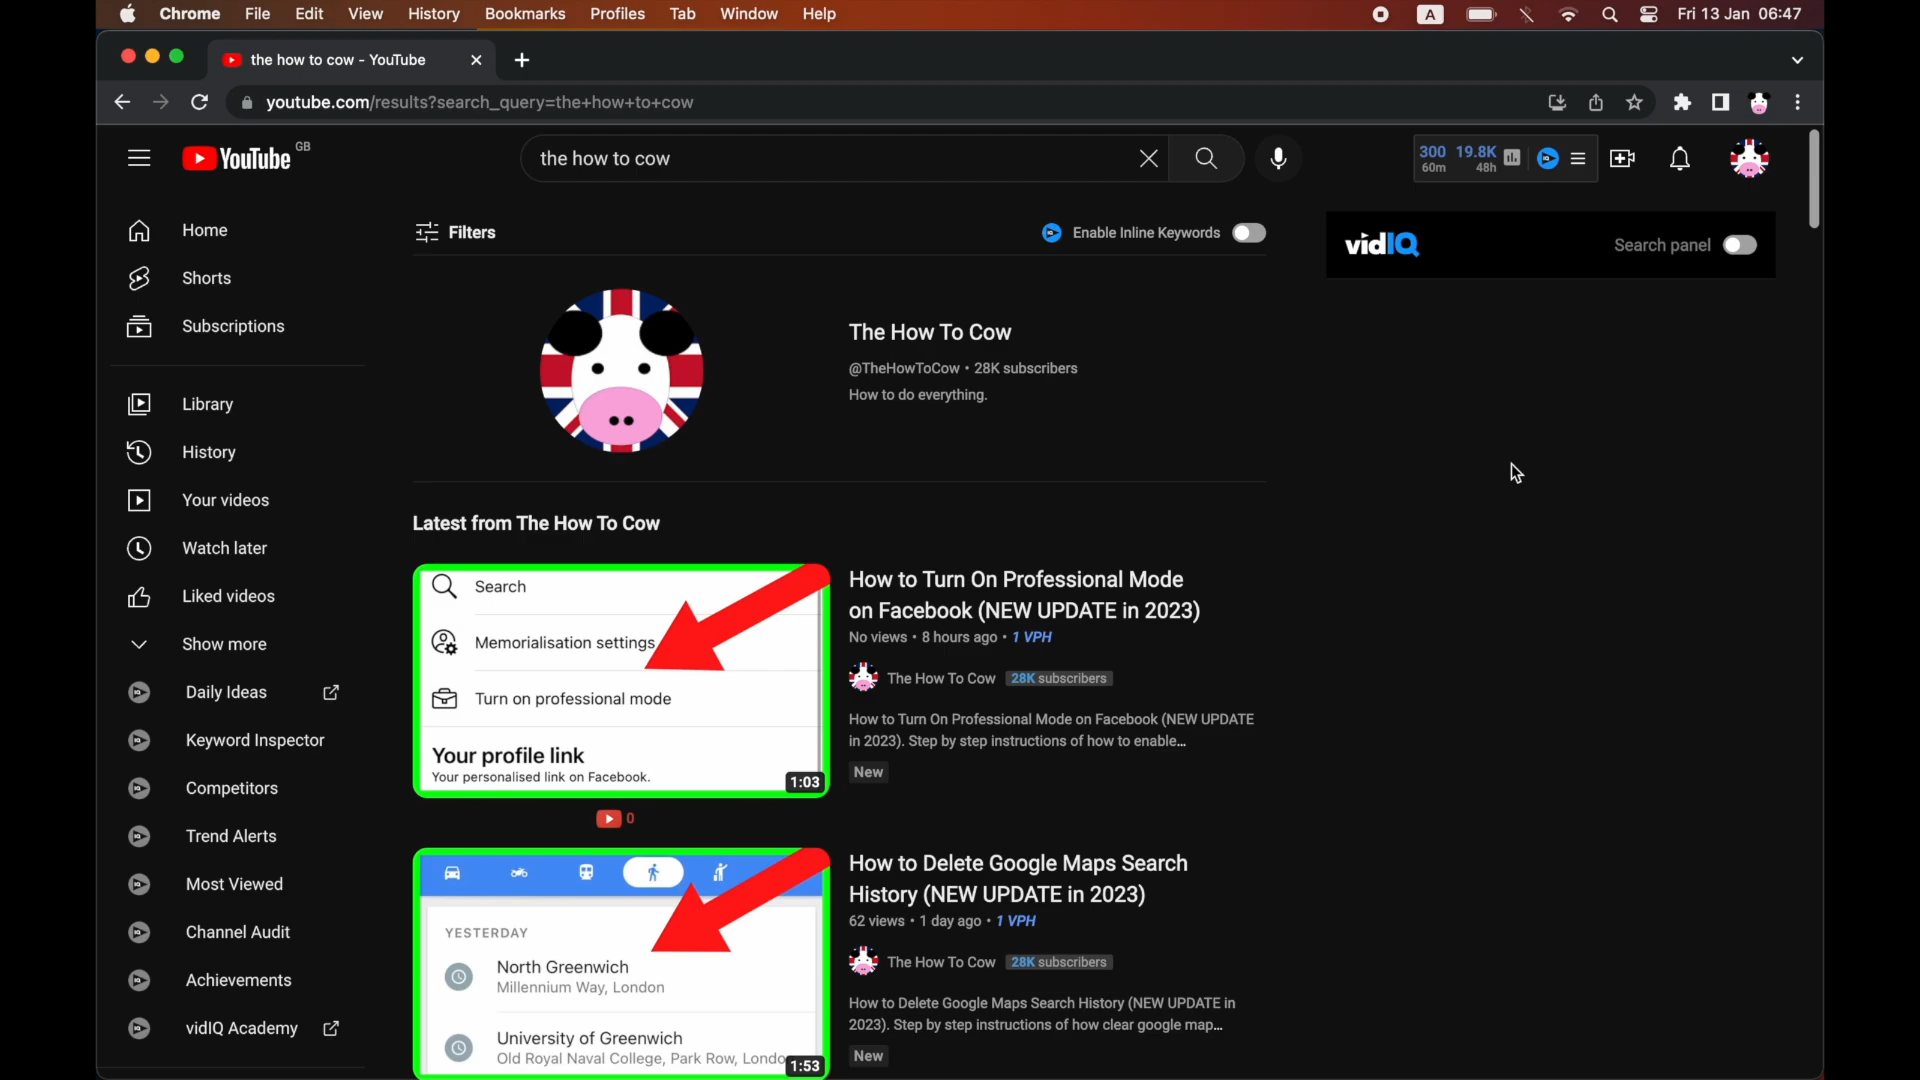 Chrome File Edit View History Bookmarks Profiles Tab Window Help
A Fri 13 Jan 06:47
the how to cow - YouTube
youtube.com/results?search_query=the+how+to+cow
YouTube GB
the how to cow
300 19.8K
60m 48h
Home
Shorts
Subscriptions
Library
History
Your videos
Watch later
Liked videos
Show more
Daily Ideas
Keyword Inspector
Competitors
Trend Alerts
Most Viewed
Channel Audit
Achievements
vidIQ Academy
Filters
Enable Inline Keywords
vidIQ
Search panel
The How To Cow
@TheHowToCow • 28K subscribers
How to do everything.
Latest from The How To Cow
Search
Memorialisation settings
Turn on professional mode
Your profile link
Your personalised link on Facebook.
1:03
0
How to Turn On Professional Mode
on Facebook (NEW UPDATE in 2023)
No views • 8 hours ago • 1 VPH
The How To Cow 28K subscribers
How to Turn On Professional Mode on Facebook (NEW UPDATE
in 2023). Step by step instructions of how to enable...
New
YESTERDAY
North Greenwich
Millennium Way, London
University of Greenwich
Old Royal Naval College, Park Row, Londo
1:53
How to Delete Google Maps Search
History (NEW UPDATE in 2023)
62 views • 1 day ago • 1 VPH
The How To Cow 28K subscribers
How to Delete Google Maps Search History (NEW UPDATE in
2023). Step by step instructions of how clear google map...
New